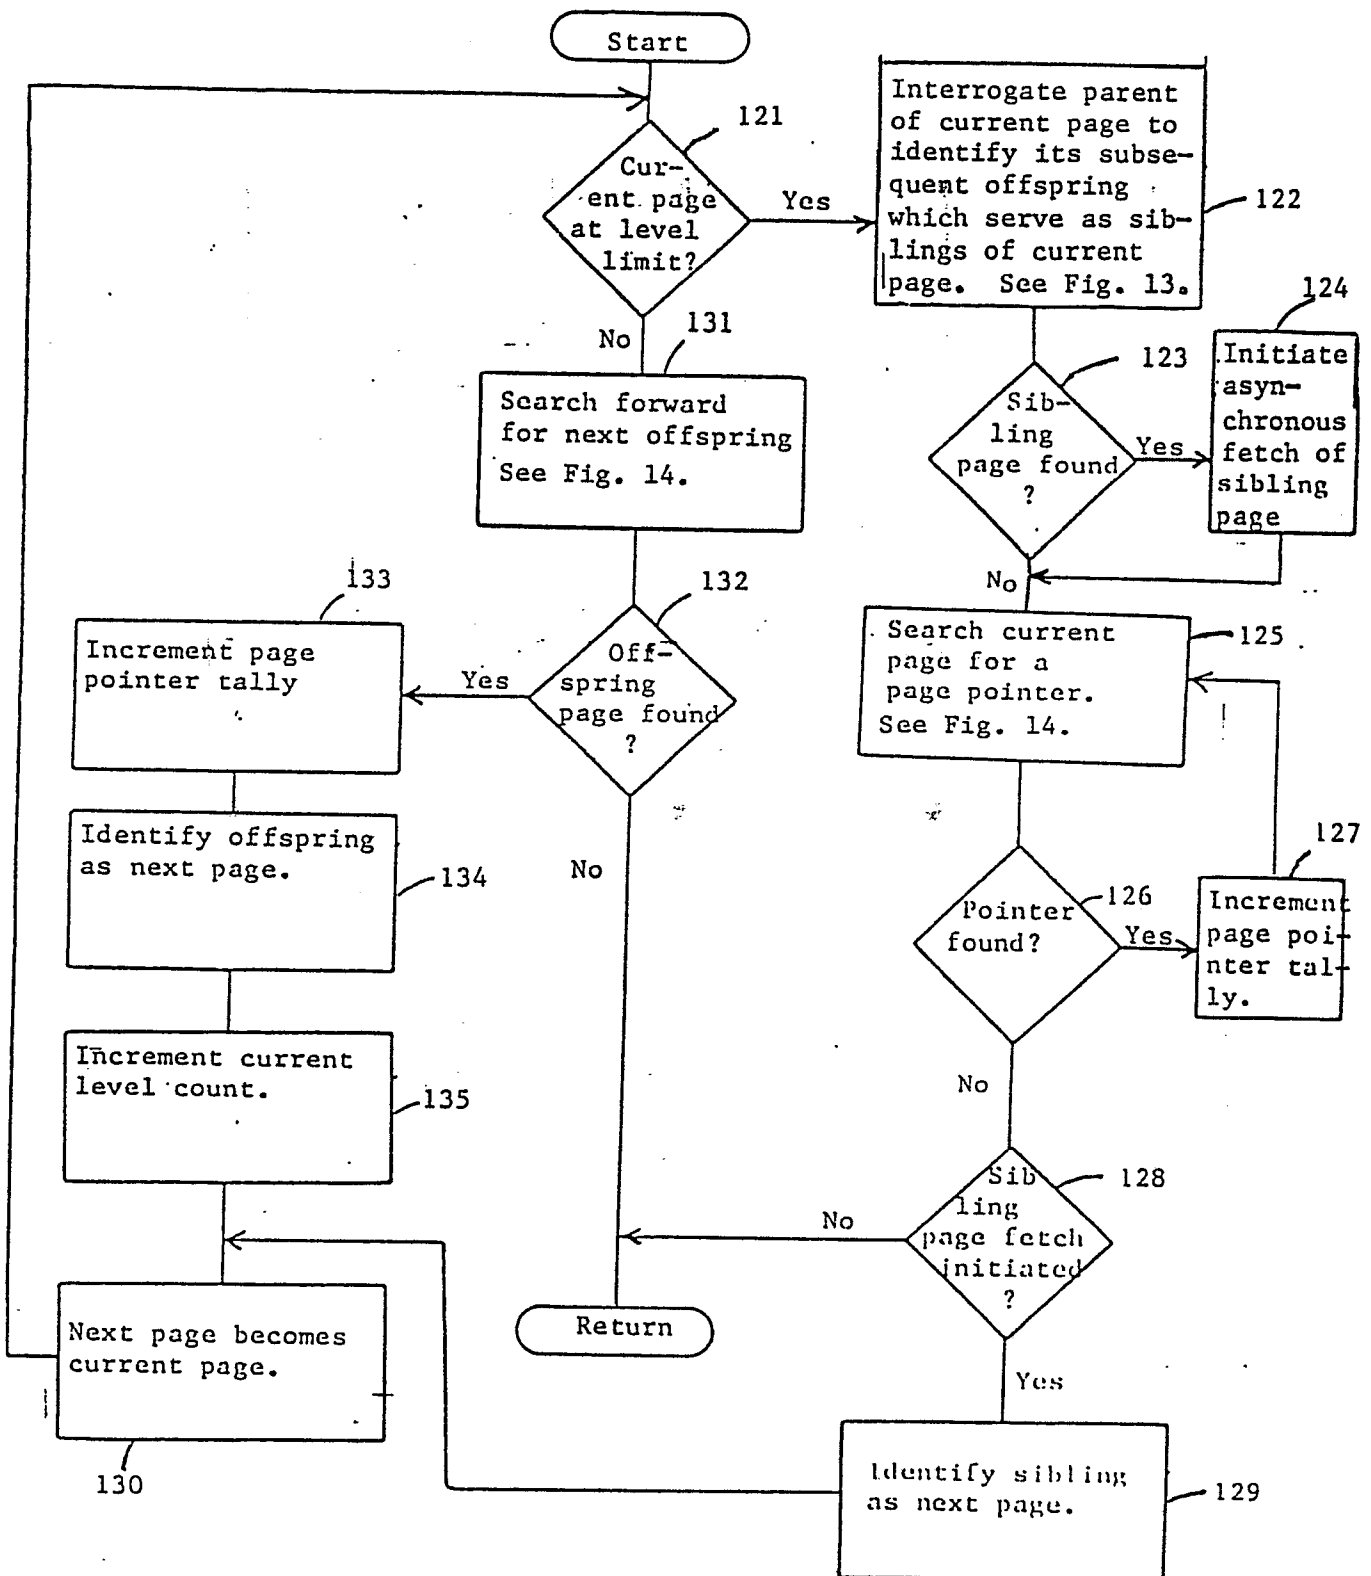 Start
121
Cur-
ent page
at level
limit?
Yes
No
Interrogate parent
of current page to
identify its subse-
quent offspring
which serve as sib-
lings of current
page. See Fig. 13.
122
131
Search forward
for next offspring
See Fig. 14.
123
Sib-
ling
page found
?
Yes
No
124
Initiate
asyn-
chronous
fetch of
sibling
page
132
Off-
spring
page found
?
Yes
No
133
Increment page
pointer tally
Search current
page for a
page pointer.
See Fig. 14.
125
Identify offspring
as next page.
134
126
Pointer
found?
Yes
No
127
Increment
page poi-
nter tal-
ly.
Increment current
level count.
135
Sib
ling
page fetch
initiated
?
128
No
Yes
Return
Next page becomes
current page.
130
Identify sibling
as next page.
129